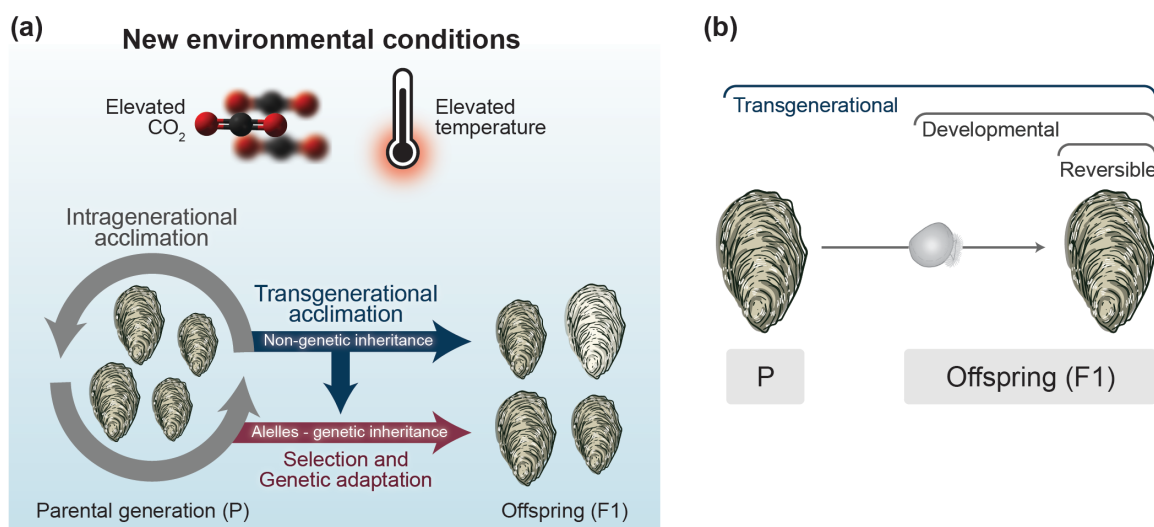 (a)
New environmental conditions
Elevated
CO₂
Elevated
temperature
Intragenerational
acclimation
Transgenerational
acclimation
Non-genetic inheritance
Alelles - genetic inheritance
Selection and
Genetic adaptation
Parental generation (P)
Offspring (F1)
(b)
Transgenerational
Developmental
Reversible
P
Offspring (F1)